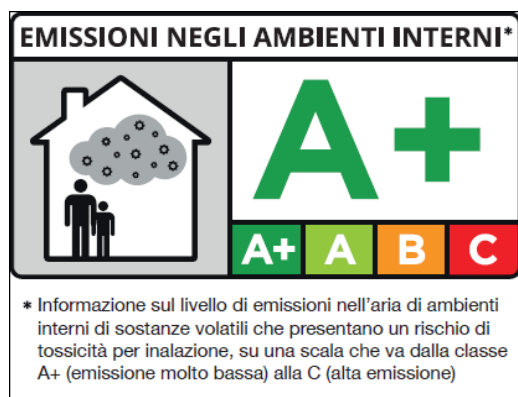 EMISSIONI NEGLI AMBIENTI INTERNI*
A+
A+ A B C
* Informazione sul livello di emissioni nell'aria di ambienti
interni di sostanze volatili che presentano un rischio di
tossicità per inalazione, su una scala che va dalla classe
A+ (emissione molto bassa) alla C (alta emissione)